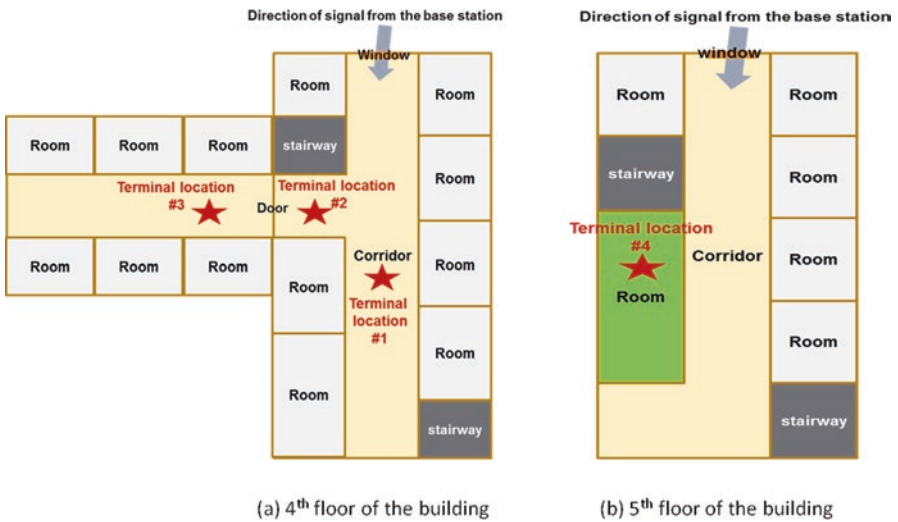 Direction of signal from the base station
Window
Room
Room
Room
Room
Room
stairway
Room
Terminal location
#3
Terminal location
#2
Door
Room
Room
Room
Room
Corridor
Room
Terminal
location
#1
Room
Room
stairway
(a) 4th floor of the building
Direction of signal from the base station
window
Room
Room
stairway
Room
Terminal location
#4
Room
Corridor
Room
Room
stairway
(b) 5th floor of the building